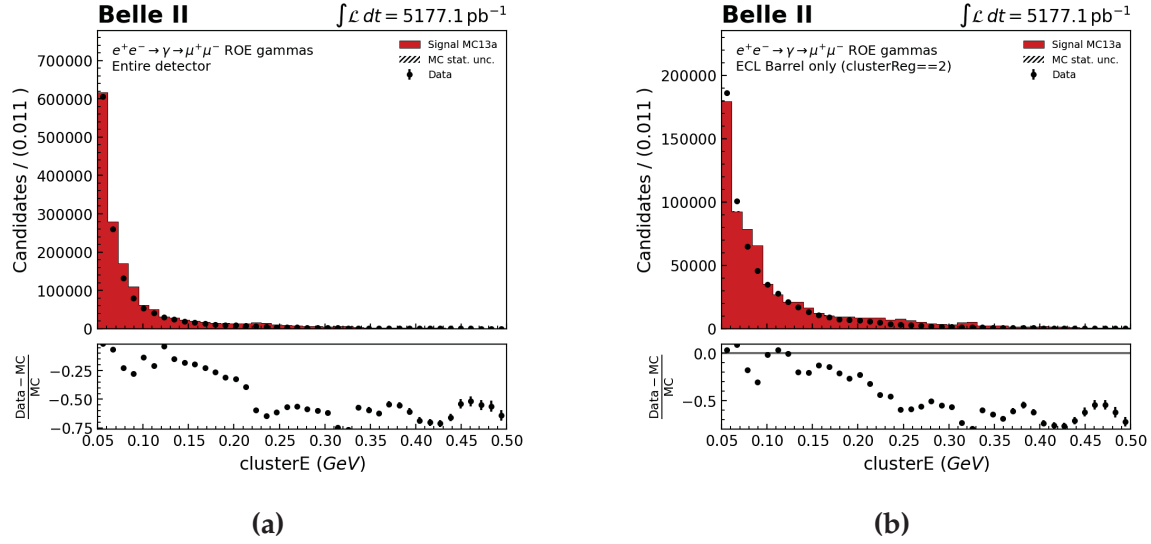 Belle II
∫ℒ dt = 5177.1 pb⁻¹
e⁺e⁻ → γ → μ⁺μ⁻ ROE gammas
Entire detector
Signal MC13a
MC stat. unc.
Data
Candidates / (0.011 )
700000
600000
500000
400000
300000
200000
100000
0
Data − MC
MC
−0.25
−0.50
−0.75
0.05 0.10 0.15 0.20 0.25 0.30 0.35 0.40 0.45 0.50
clusterE (GeV)
(a)
Belle II
∫ℒ dt = 5177.1 pb⁻¹
e⁺e⁻ → γ → μ⁺μ⁻ ROE gammas
ECL Barrel only (clusterReg==2)
Signal MC13a
MC stat. unc.
Data
Candidates / (0.011 )
200000
150000
100000
50000
0
Data − MC
MC
0.0
−0.5
0.05 0.10 0.15 0.20 0.25 0.30 0.35 0.40 0.45 0.50
clusterE (GeV)
(b)